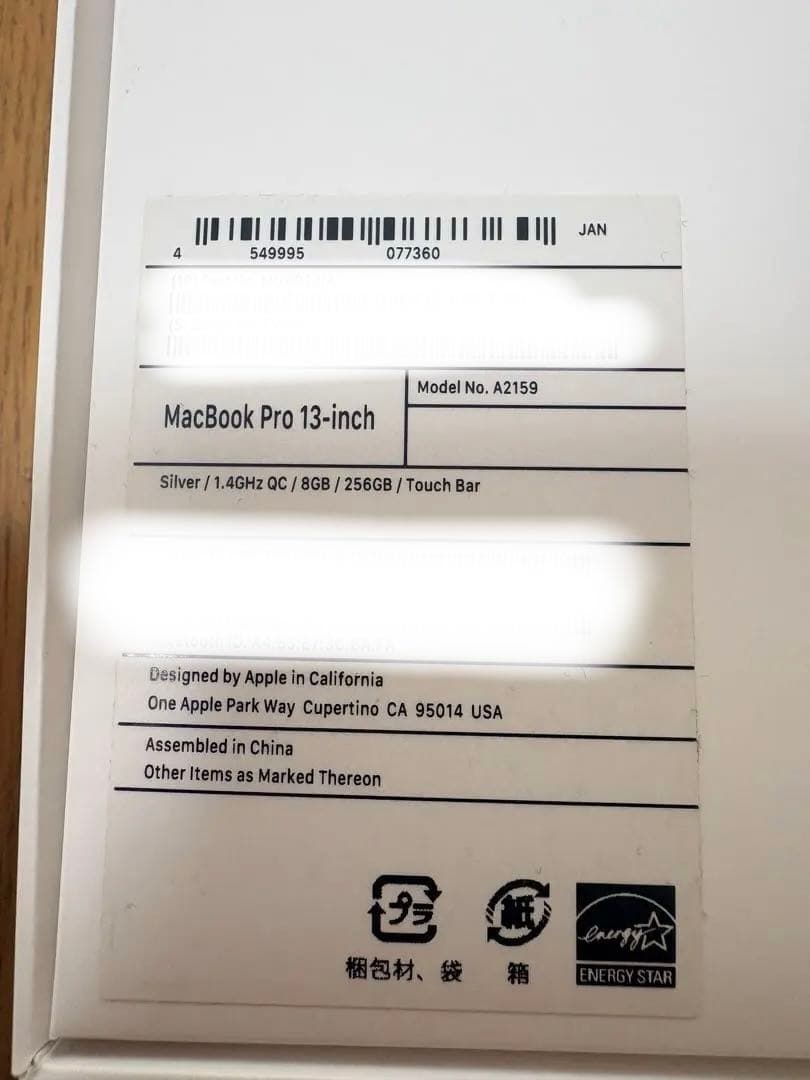 JAN
4 549995 077360
MacBook Pro 13-inch
Model No. A2159
Silver / 1.4GHz QC / 8GB / 256GB / Touch Bar
Designed by Apple in California
One Apple Park Way Cupertino CA 95014 USA
Assembled in China
Other Items as Marked Thereon
プラ
紙
energy
ENERGY STAR
梱包材、袋
箱